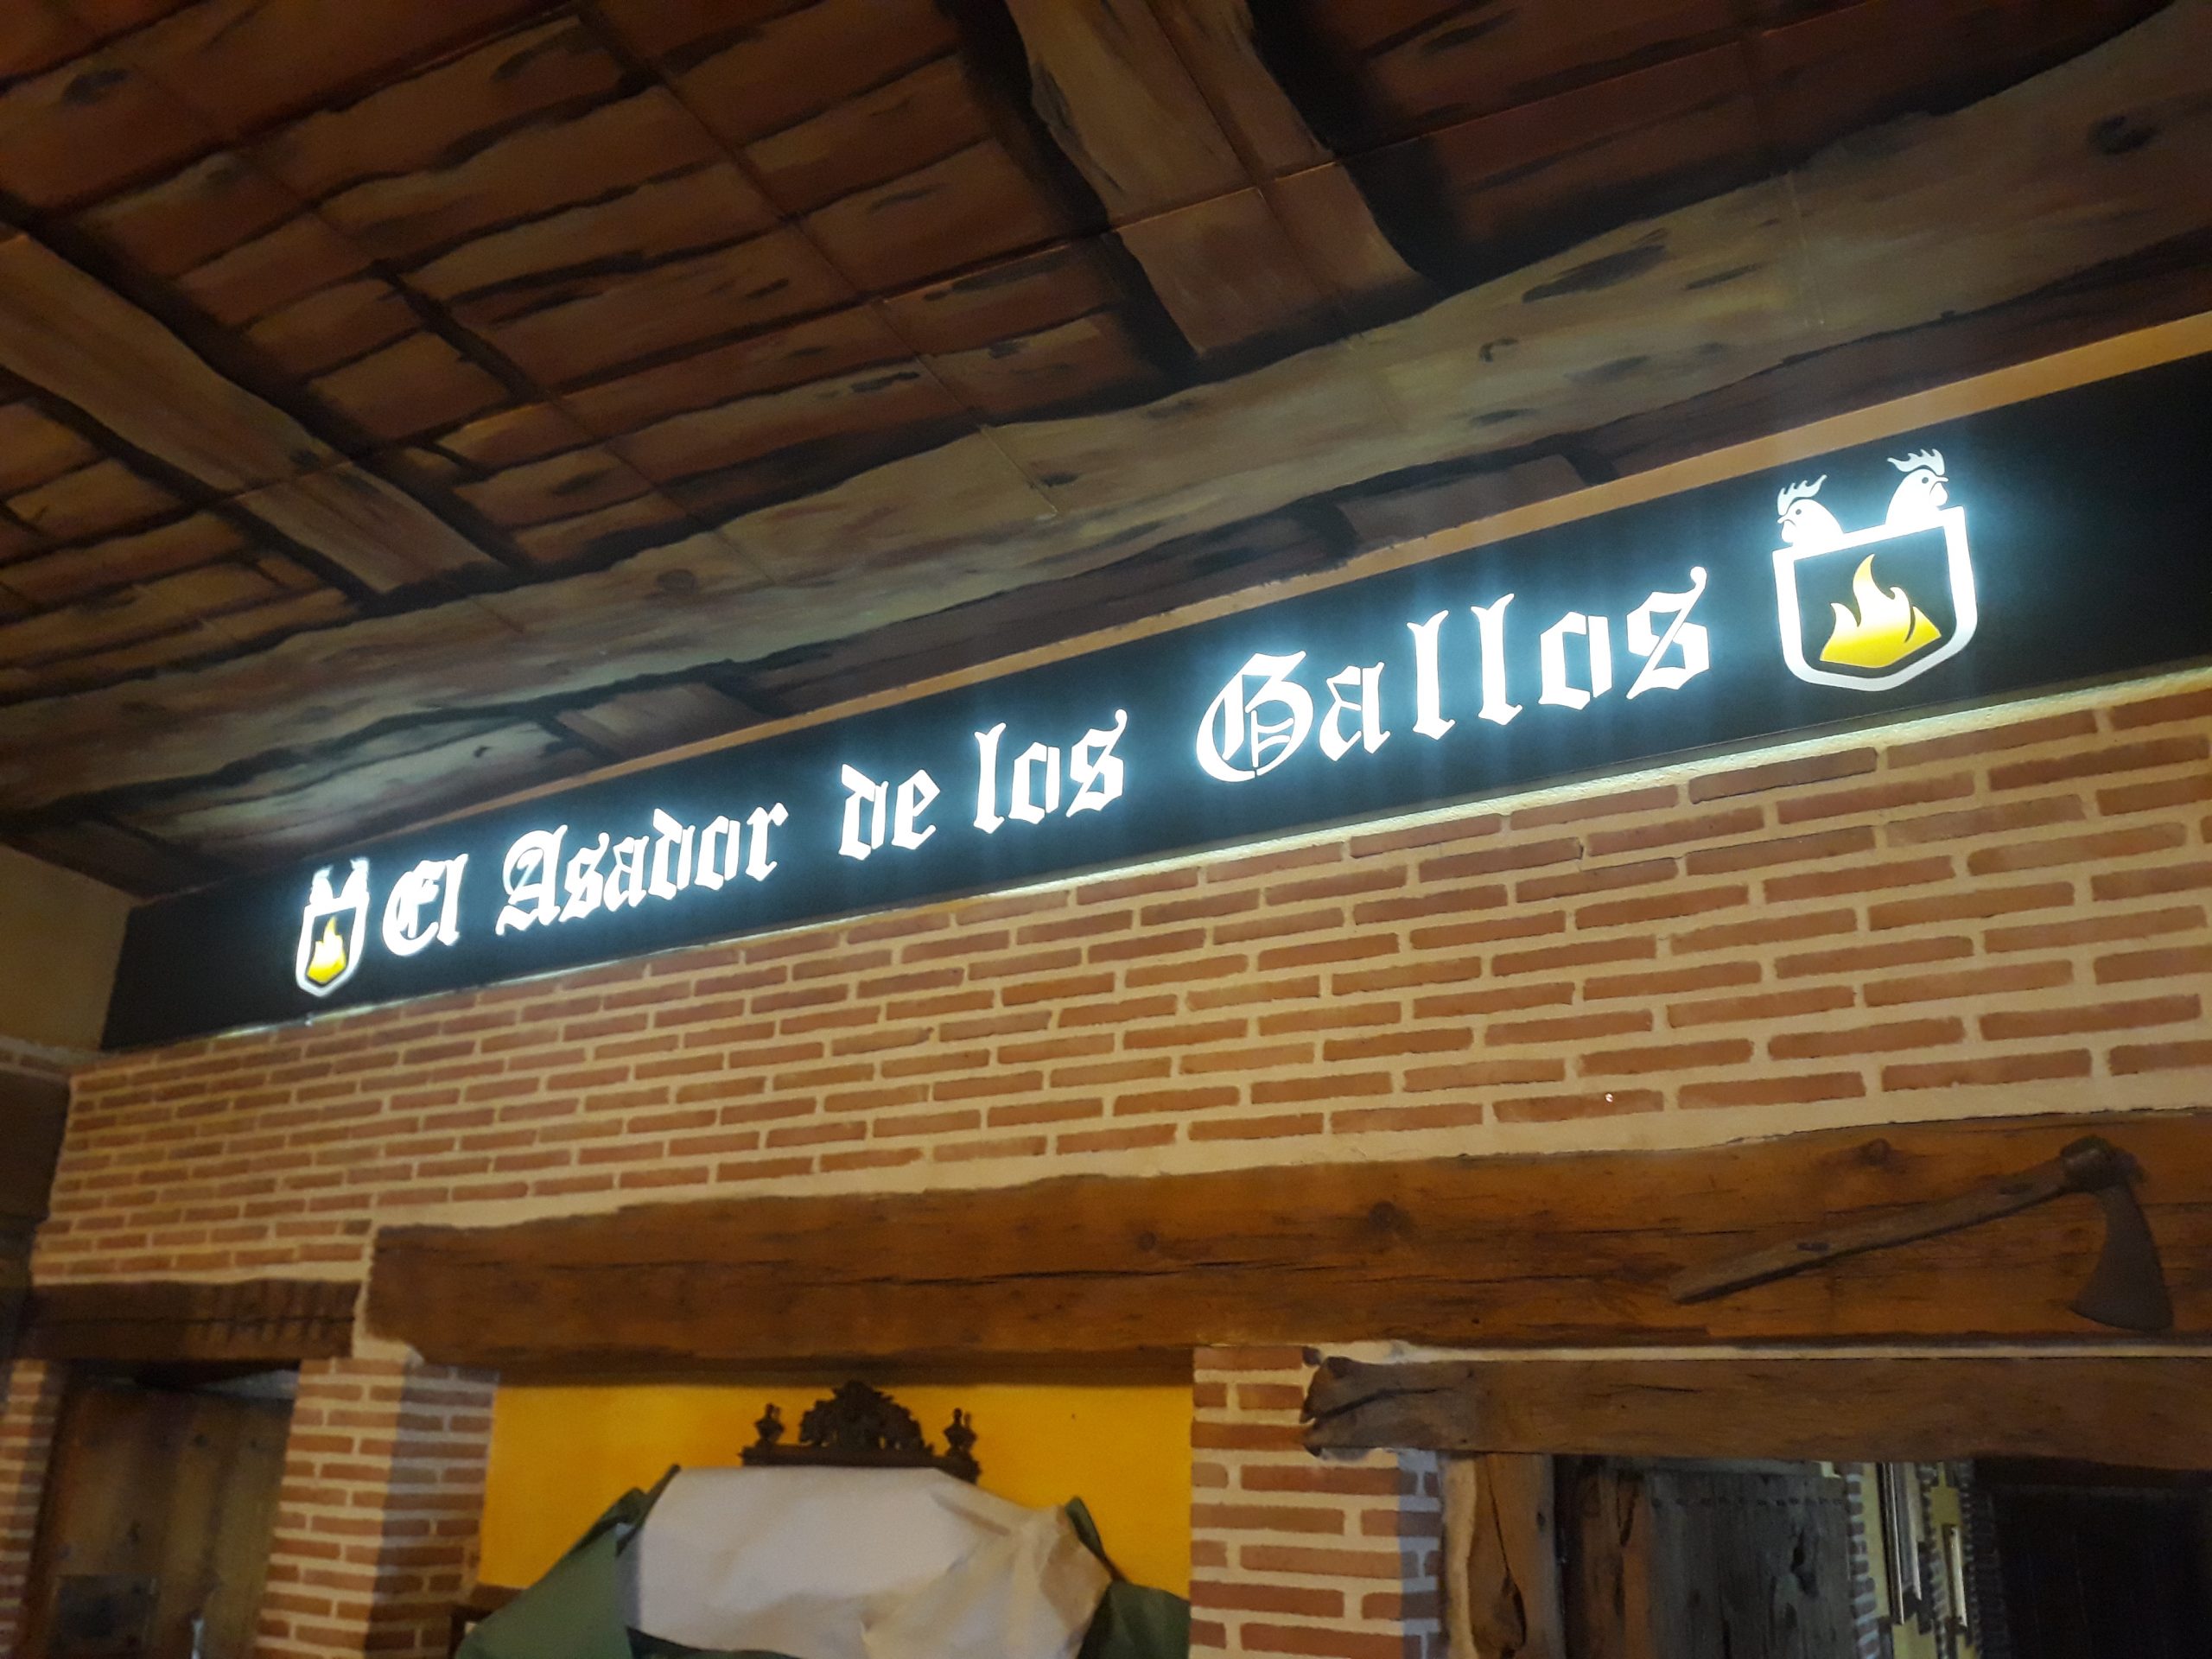 El Asador de los Gallos